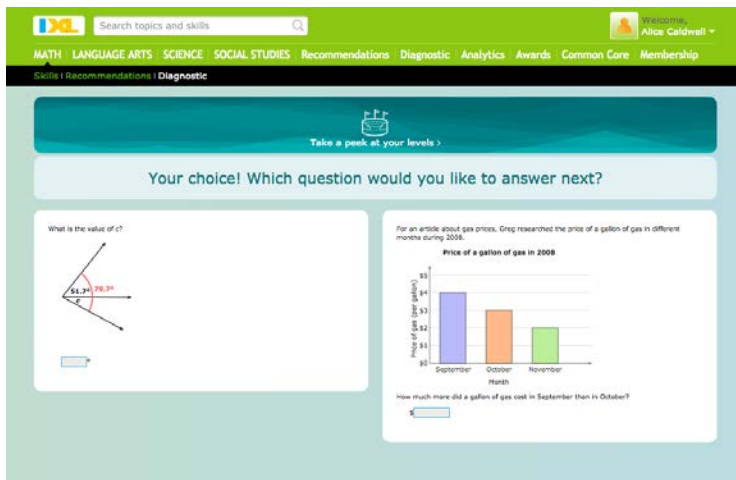 IXL
Search topics and skills
Welcome,
Alice Caldwell
MATH LANGUAGE ARTS SCIENCE SOCIAL STUDIES Recommendations Diagnostic Analytics Awards Common Core Membership
Skills | Recommendations | Diagnostic
Take a peek at your levels >
Your choice! Which question would you like to answer next?
What is the value of c?
51.7° 79.7°
c
°
For an article about gas prices, Greg researched the price of a gallon of gas in different
months during 2008.
Price of a gallon of gas in 2008
Price of gas (per gallon)
$5
$4
$3
$2
$1
$0
September October November
Month
How much more did a gallon of gas cost in September than in October?
$